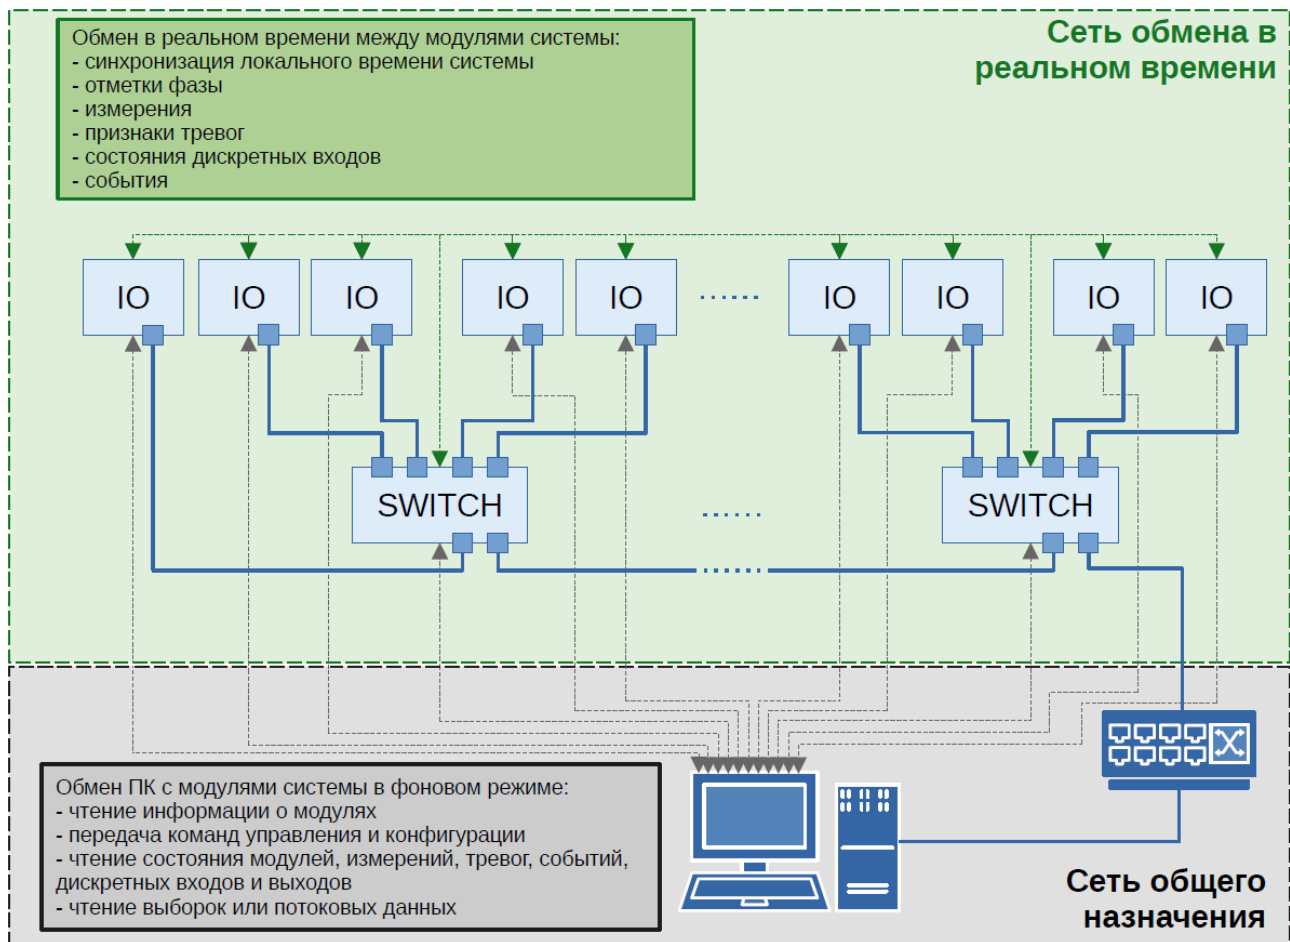 Обмен в реальном времени между модулями системы:
- синхронизация локального времени системы
- отметки фазы
- измерения
- признаки тревог
- состояния дискретных входов
- события
Сеть обмена в
реальном времени
IO
IO
IO
IO
IO
IO
IO
IO
IO
SWITCH
SWITCH
Обмен ПК с модулями системы в фоновом режиме:
- чтение информации о модулях
- передача команд управления и конфигурации
- чтение состояния модулей, измерений, тревог, событий,
дискретных входов и выходов
- чтение выборок или потоковых данных
Сеть общего
назначения